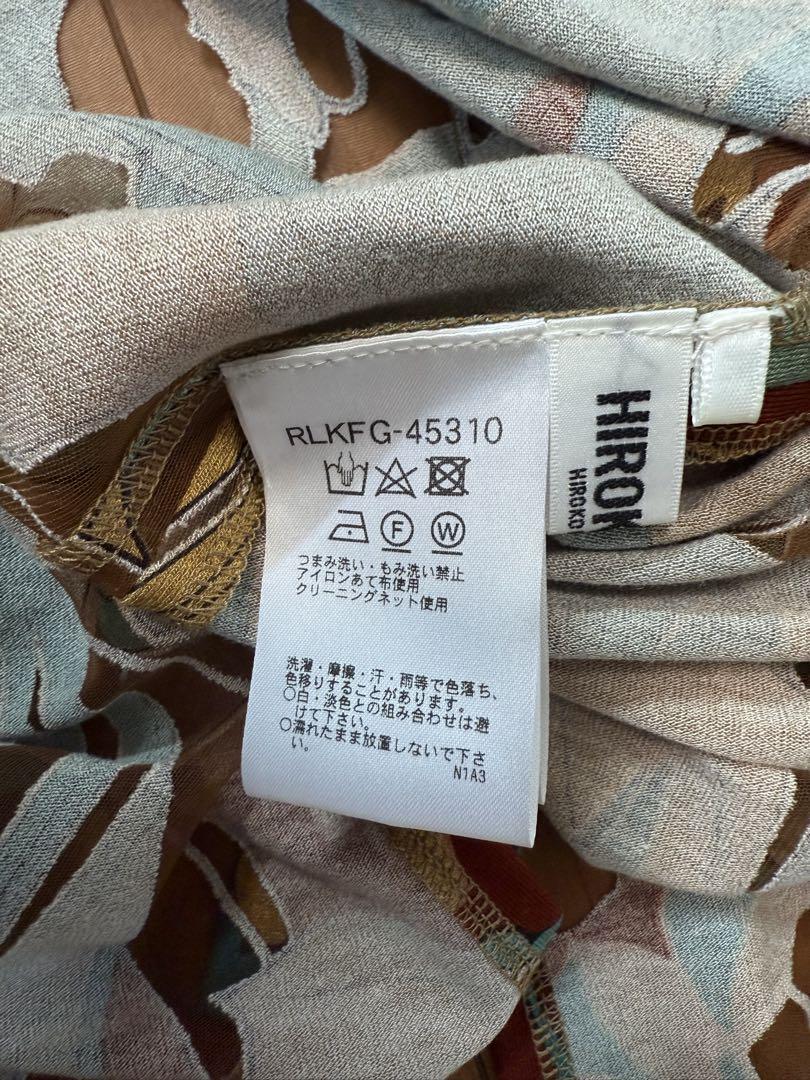 RLKFG-45310
F W
つまみ洗い・もみ洗い禁止
アイロンあて布使用
クリーニングネット使用
洗濯・摩擦・汗・雨等で色落ち、
色移りすることがあります。
○白・淡色との組み合わせは避
けて下さい。
○濡れたまま放置しないで下さ
い。
N1A3
HIROK
HIROKO